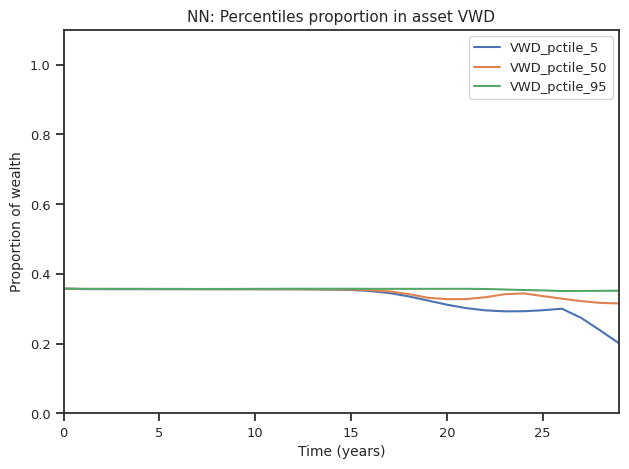 NN: Percentiles proportion in asset VWD
VWD_pctile_5
VWD_pctile_50
VWD_pctile_95
Proportion of wealth
1.0
0.8
0.6
0.4
0.2
0.0
0 5 10 15 20 25
Time (years)